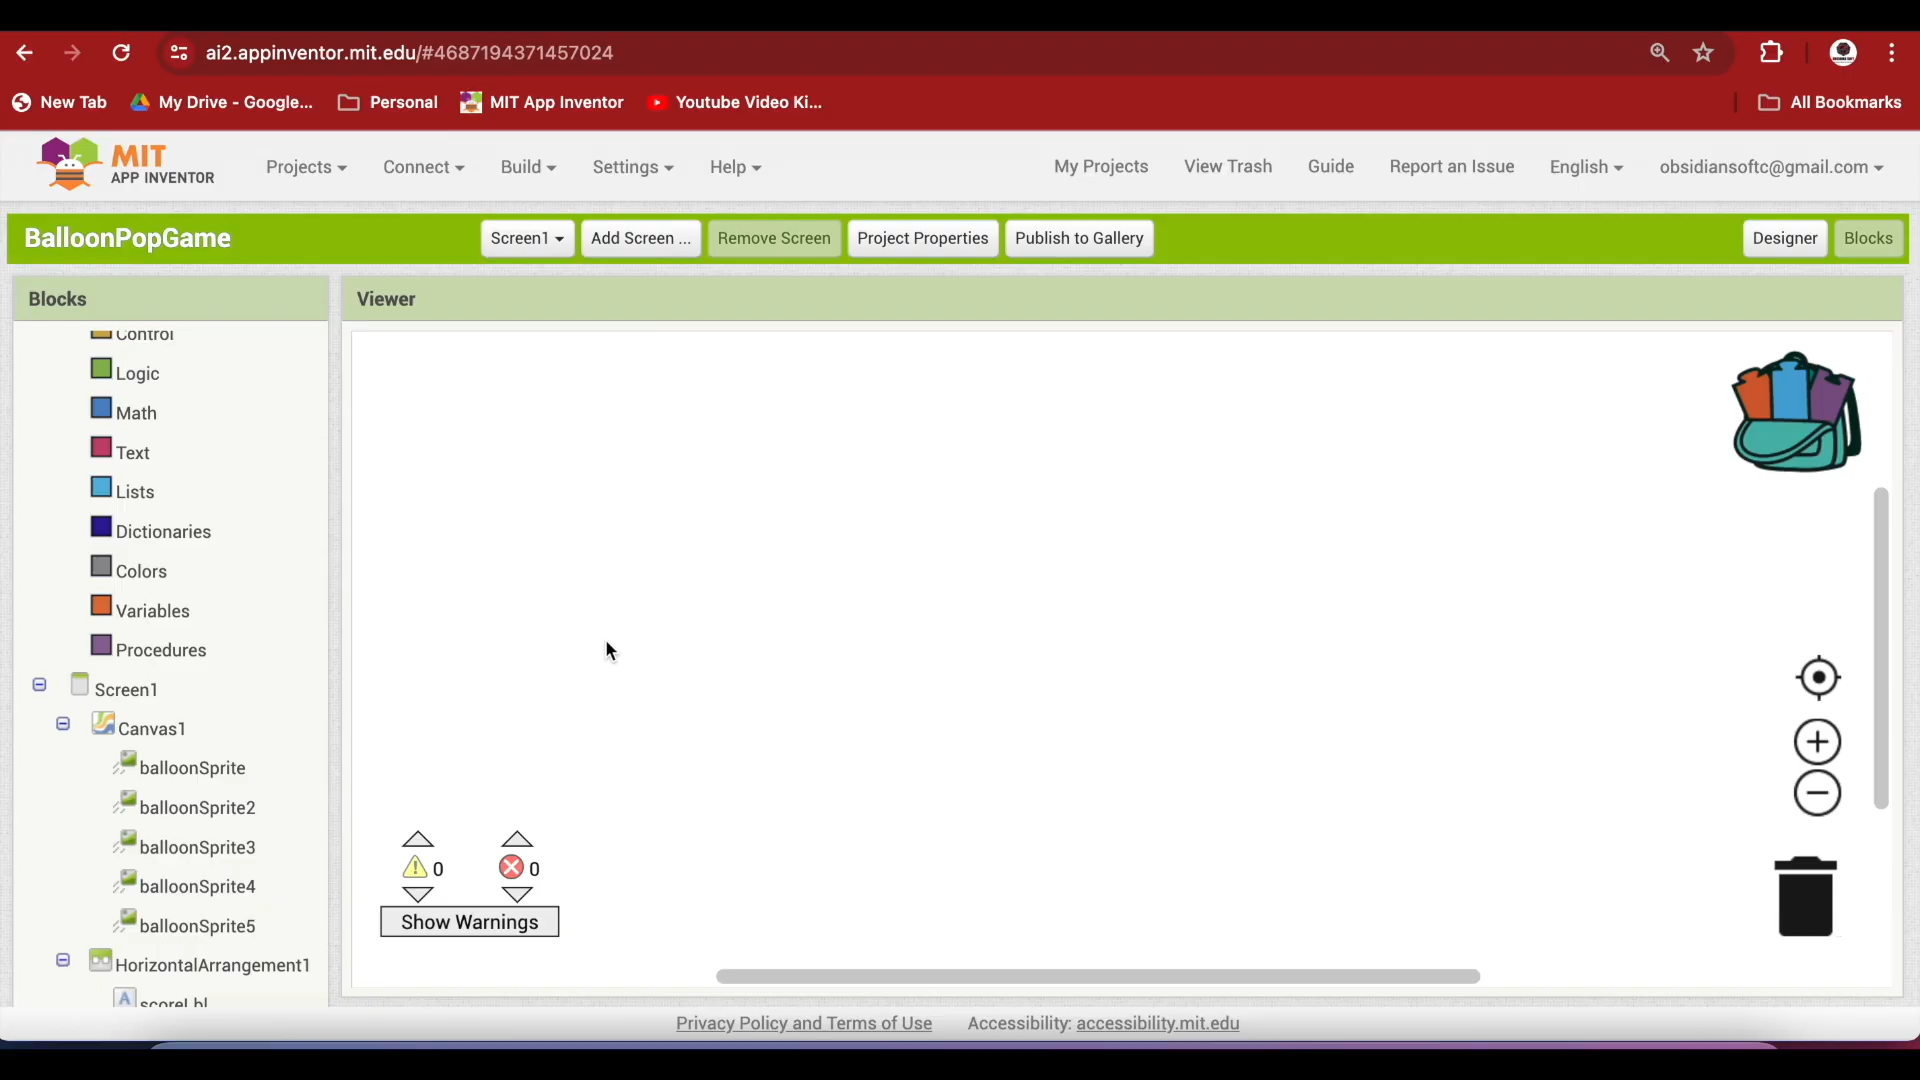 ai2.appinventor.mit.edu/#4687194371457024
New Tab My Drive - Google... Personal MIT App Inventor Youtube Video Ki... All Bookmarks
MIT
APP INVENTOR
Projects Connect Build Settings Help My Projects View Trash Guide Report an Issue English obsidiansoftc@gmail.com
BalloonPopGame Screen1 Add Screen ... Remove Screen Project Properties Publish to Gallery Designer Blocks
Blocks Viewer
Control
Logic
Math
Text
Lists
Dictionaries
Colors
Variables
Procedures
Screen1
Canvas1
balloonSprite
balloonSprite2
balloonSprite3
balloonSprite4
balloonSprite5
HorizontalArrangement1
scoreLbl
0 0
Show Warnings
Privacy Policy and Terms of Use Accessibility: accessibility.mit.edu